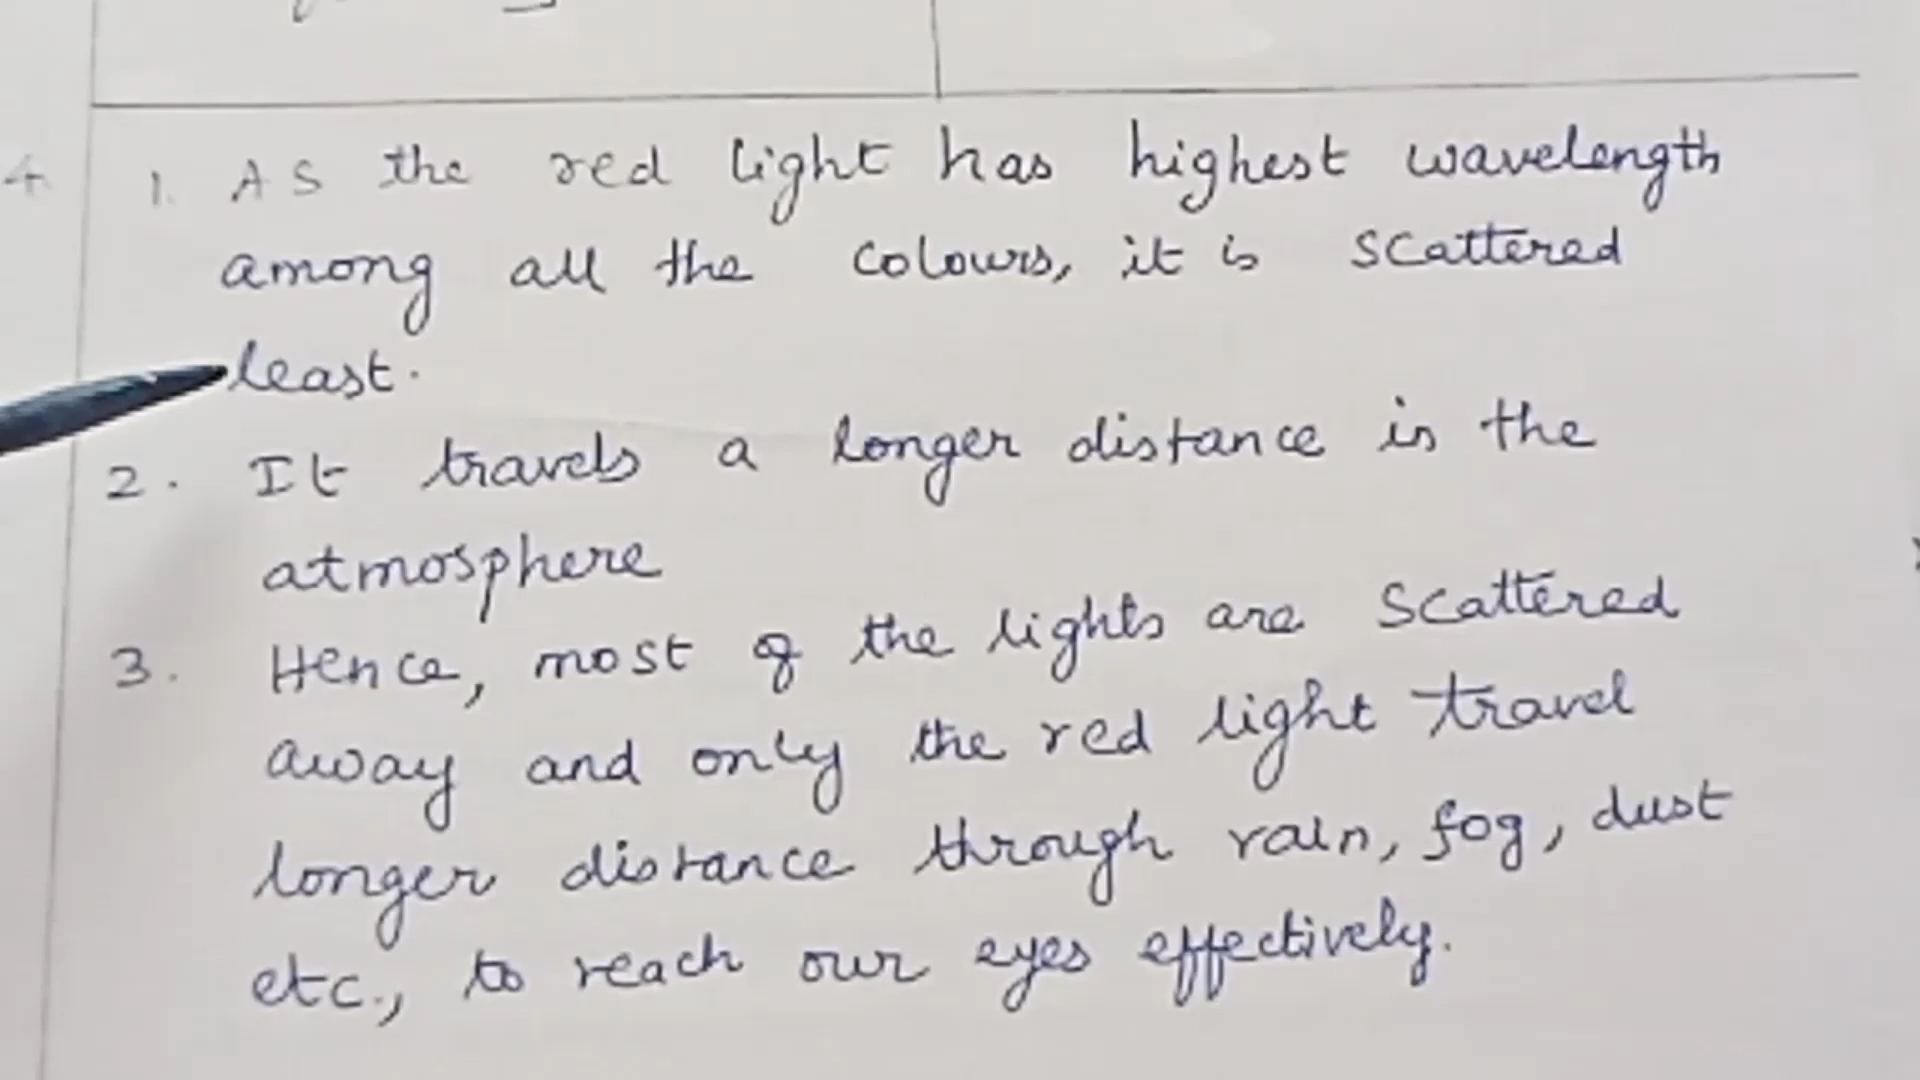 4. 1. As the red light has highest wavelength
among all the colours, it is scattered
least.
2. It travels a longer distance in the
atmosphere
3. Hence, most of the lights are scattered
away and only the red light travel
longer distance through rain, fog, dust
etc., to reach our eyes effectively.